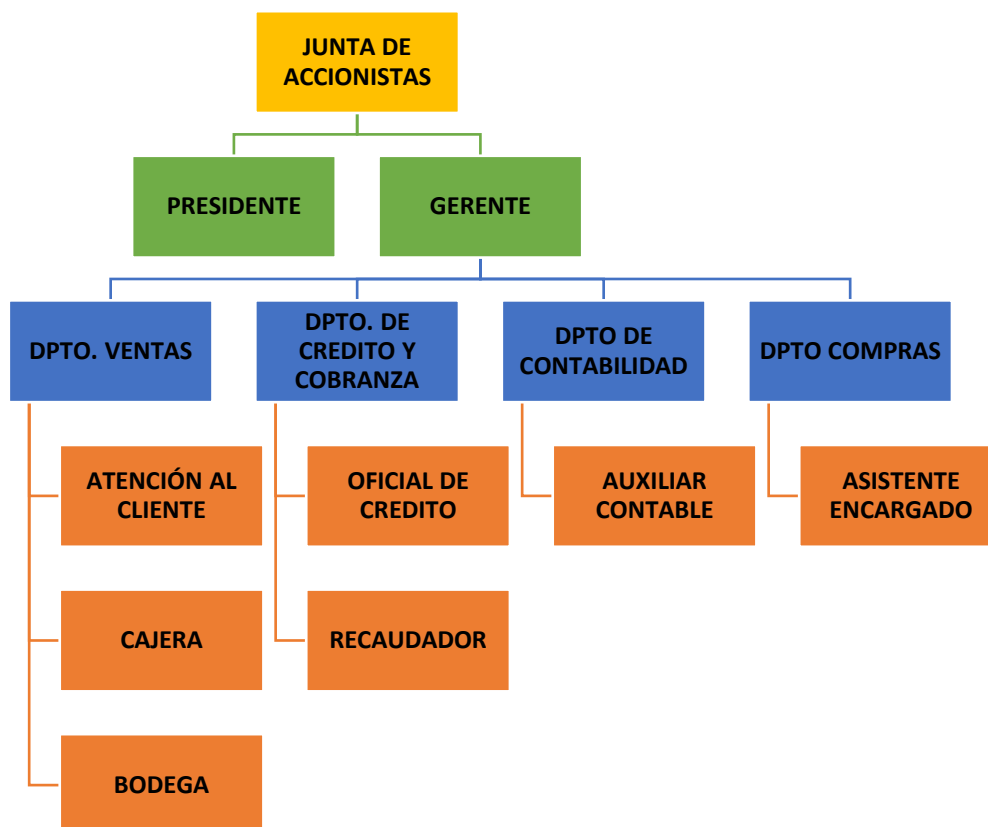 JUNTA DE
ACCIONISTAS
PRESIDENTE
GERENTE
DPTO. VENTAS
DPTO. DE
CREDITO Y
COBRANZA
DPTO DE
CONTABILIDAD
DPTO COMPRAS
ATENCIÓN AL
CLIENTE
OFICIAL DE
CREDITO
AUXILIAR
CONTABLE
ASISTENTE
ENCARGADO
CAJERA
RECAUDADOR
BODEGA